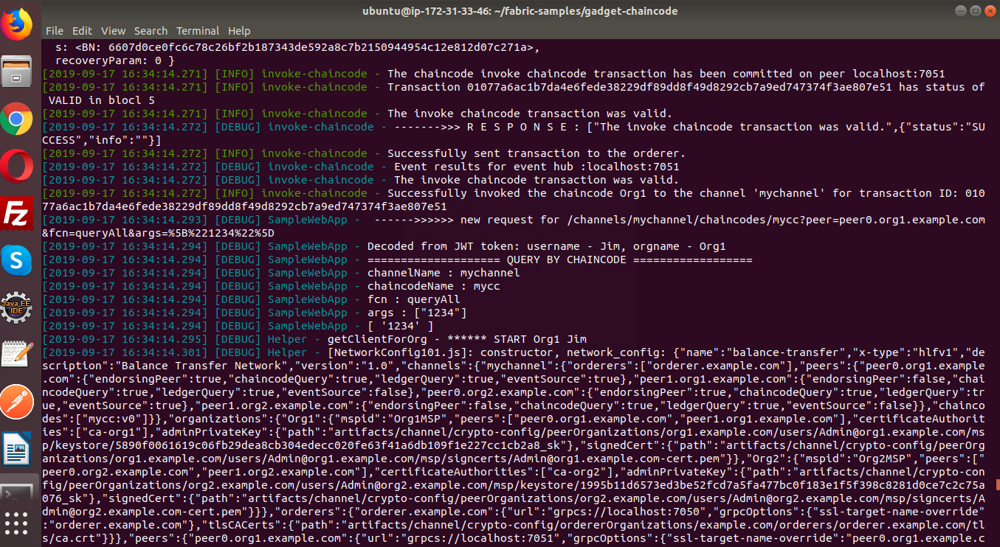 ubuntu@ip-172-31-33-46: ~/fabric-samples/gadget-chaincode
File Edit View Search Terminal Help
  s: <BN: 6607d0ce0fc6c78c26bf2b187343de592a8c7b2150944954c12e812d07c271a>,
  recoveryParam: 0 }
[2019-09-17 16:34:14.271] [INFO] invoke-chaincode - The chaincode invoke chaincode transaction has been committed on peer localhost:7051
[2019-09-17 16:34:14.271] [INFO] invoke-chaincode - Transaction 01077a6ac1b7da4e6fede38229df89dd8f49d8292cb7a9ed747374f3ae807e51 has status of
 VALID in blocl 5
[2019-09-17 16:34:14.271] [INFO] invoke-chaincode - The invoke chaincode transaction was valid.
[2019-09-17 16:34:14.272] [DEBUG] invoke-chaincode - ------->>> R E S P O N S E : ["The invoke chaincode transaction was valid.",{"status":"SU
CCESS","info":""}]
[2019-09-17 16:34:14.272] [INFO] invoke-chaincode - Successfully sent transaction to the orderer.
[2019-09-17 16:34:14.272] [DEBUG] invoke-chaincode - Event results for event hub :localhost:7051
[2019-09-17 16:34:14.272] [DEBUG] invoke-chaincode - The invoke chaincode transaction was valid.
[2019-09-17 16:34:14.272] [INFO] invoke-chaincode - Successfully invoked the chaincode Org1 to the channel 'mychannel' for transaction ID: 010
77a6ac1b7da4e6fede38229df89dd8f49d8292cb7a9ed747374f3ae807e51
[2019-09-17 16:34:14.293] [DEBUG] SampleWebApp -  ------>>>>>> new request for /channels/mychannel/chaincodes/mycc?peer=peer0.org1.example.com
&fcn=queryAll&args=%5B%221234%22%5D
[2019-09-17 16:34:14.294] [DEBUG] SampleWebApp - Decoded from JWT token: username - Jim, orgname - Org1
[2019-09-17 16:34:14.294] [DEBUG] SampleWebApp - ==================== QUERY BY CHAINCODE ==================
[2019-09-17 16:34:14.294] [DEBUG] SampleWebApp - channelName : mychannel
[2019-09-17 16:34:14.294] [DEBUG] SampleWebApp - chaincodeName : mycc
[2019-09-17 16:34:14.294] [DEBUG] SampleWebApp - fcn : queryAll
[2019-09-17 16:34:14.294] [DEBUG] SampleWebApp - args : ["1234"]
[2019-09-17 16:34:14.294] [DEBUG] SampleWebApp - [ '1234' ]
[2019-09-17 16:34:14.295] [DEBUG] Helper - getClientForOrg - ****** START Org1 Jim
[2019-09-17 16:34:14.301] [DEBUG] Helper - [NetworkConfig101.js]: constructor, network_config: {"name":"balance-transfer","x-type":"hlfv1","de
scription":"Balance Transfer Network","version":"1.0","channels":{"mychannel":{"orderers":["orderer.example.com"],"peers":{"peer0.org1.example
.com":{"endorsingPeer":true,"chaincodeQuery":true,"ledgerQuery":true,"eventSource":true},"peer1.org1.example.com":{"endorsingPeer":false,"chai
ncodeQuery":true,"ledgerQuery":true,"eventSource":false},"peer0.org2.example.com":{"endorsingPeer":true,"chaincodeQuery":true,"ledgerQuery":tr
ue,"eventSource":true},"peer1.org2.example.com":{"endorsingPeer":false,"chaincodeQuery":true,"ledgerQuery":true,"eventSource":false}},"chainco
des":["mycc:v0"]}},"organizations":{"Org1":{"mspid":"Org1MSP","peers":["peer0.org1.example.com","peer1.org1.example.com"],"certificateAuthorit
ies":["ca-org1"],"adminPrivateKey":{"path":"artifacts/channel/crypto-config/peerOrganizations/org1.example.com/users/Admin@org1.example.com/ms
p/keystore/5890f0061619c06fb29dea8cb304edecc020fe63f41a6db109f1e227cc1cb2a8_sk"},"signedCert":{"path":"artifacts/channel/crypto-config/peerOrg
anizations/org1.example.com/users/Admin@org1.example.com/msp/signcerts/Admin@org1.example.com-cert.pem"}},"Org2":{"mspid":"Org2MSP","peers":["
peer0.org2.example.com","peer1.org2.example.com"],"certificateAuthorities":["ca-org2"],"adminPrivateKey":{"path":"artifacts/channel/crypto-con
fig/peerOrganizations/org2.example.com/users/Admin@org2.example.com/msp/keystore/1995b11d6573ed3be52fcd7a5fa477bc0f183e1f5f398c8281d0ce7c2c75a
076_sk"},"signedCert":{"path":"artifacts/channel/crypto-config/peerOrganizations/org2.example.com/users/Admin@org2.example.com/msp/signcerts/A
dmin@org2.example.com-cert.pem"}}},"orderers":{"orderer.example.com":{"url":"grpcs://localhost:7050","grpcOptions":{"ssl-target-name-override"
:"orderer.example.com"},"tlsCACerts":{"path":"artifacts/channel/crypto-config/ordererOrganizations/example.com/orderers/orderer.example.com/tl
s/ca.crt"}}},"peers":{"peer0.org1.example.com":{"url":"grpcs://localhost:7051","grpcOptions":{"ssl-target-name-override":"peer0.org1.example.c
Fz
S
Java EE
IDE